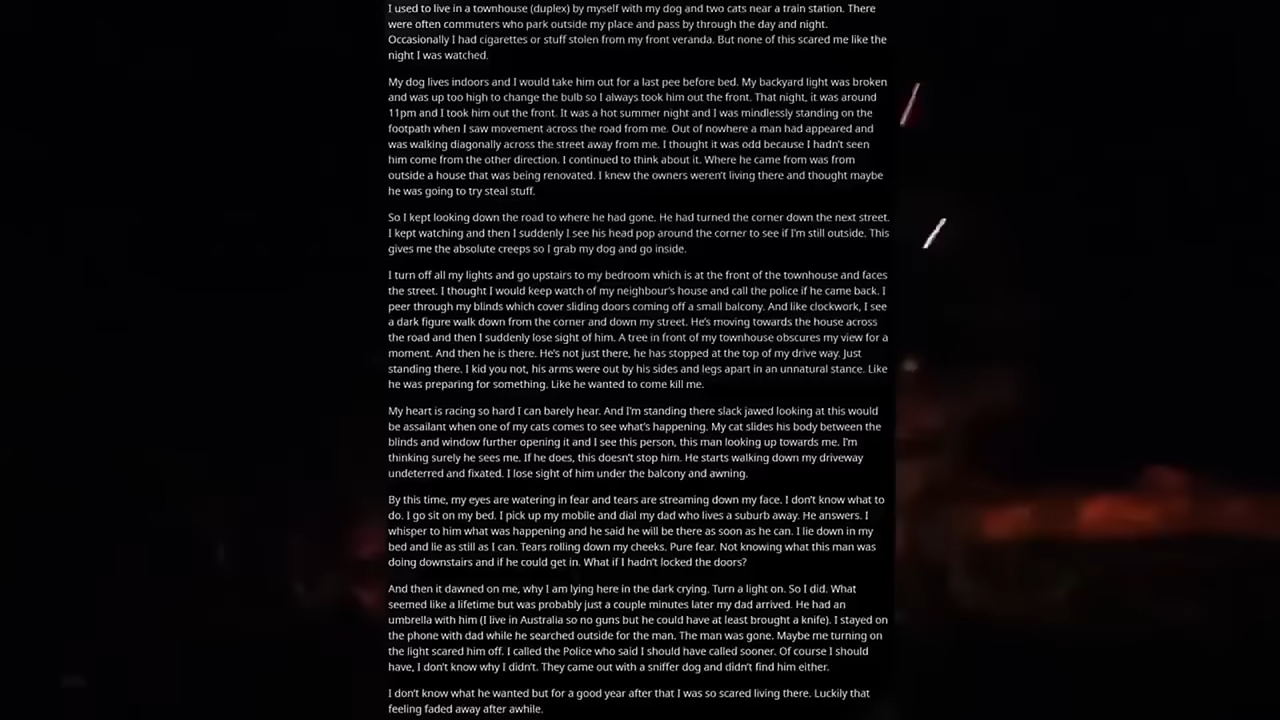 I used to live in a townhouse (duplex) by myself with my dog and two cats near a train station. There
were often commuters who park outside my place and pass by through the day and night.
Occasionally I had cigarettes or stuff stolen from my front veranda. But none of this scared me like the
night I was watched.
My dog lives indoors and I would take him out for a last pee before bed. My backyard light was broken
and was up too high to change the bulb so I always took him out the front. That night, it was around
11pm and I took him out the front. It was a hot summer night and I was mindlessly standing on the
footpath when I saw movement across the road from me. Out of nowhere a man had appeared and
was walking diagonally across the street away from me. I thought it was odd because I hadn't seen
him come from the other direction. I continued to think about it. Where he came from was from
outside a house that was being renovated. I knew the owners weren't living there and thought maybe
he was going to try steal stuff.
So I kept looking down the road to where he had gone. He had turned the corner down the next street.
I kept watching and then I suddenly I see his head pop around the corner to see if I'm still outside. This
gives me the absolute creeps so I grab my dog and go inside.
I turn off all my lights and go upstairs to my bedroom which is at the front of the townhouse and faces
the street. I thought I would keep watch of my neighbour's house and call the police if he came back. I
peer through my blinds which cover sliding doors coming off a small balcony. And like clockwork, I see
a dark figure walk down from the corner and down my street. He's moving towards the house across
the road and then I suddenly lose sight of him. A tree in front of my townhouse obscures my view for a
moment. And then he is there. He's not just there, he has stopped at the top of my drive way. Just
standing there. I kid you not, his arms were out by his sides and legs apart in an unnatural stance. Like
he was preparing for something. Like he wanted to come kill me.
My heart is racing so hard I can barely hear. And I'm standing there slack jawed looking at this would
be assailant when one of my cats comes to see what's happening. My cat slides his body between the
blinds and window further opening it and I see this person, this man looking up towards me. I'm
thinking surely he sees me. If he does, this doesn't stop him. He starts walking down my driveway
undeterred and fixated. I lose sight of him under the balcony and awning.
By this time, my eyes are watering in fear and tears are streaming down my face. I don't know what to
do. I go sit on my bed. I pick up my mobile and dial my dad who lives a suburb away. He answers. I
whisper to him what was happening and he said he will be there as soon as he can. I lie down in my
bed and lie as still as I can. Tears rolling down my cheeks. Pure fear. Not knowing what this man was
doing downstairs and if he could get in. What if I hadn't locked the doors?
And then it dawned on me, why I am lying here in the dark crying. Turn a light on. So I did. What
seemed like a lifetime but was probably just a couple minutes later my dad arrived. He had an
umbrella with him (I live in Australia so no guns but he could have at least brought a knife). I stayed on
the phone with dad while he searched outside for the man. The man was gone. Maybe me turning on
the light scared him off. I called the Police who said I should have called sooner. Of course I should
have, I don't know why I didn't. They came out with a sniffer dog and didn't find him either.
I don't know what he wanted but for a good year after that I was so scared living there. Luckily that
feeling faded away after awhile.